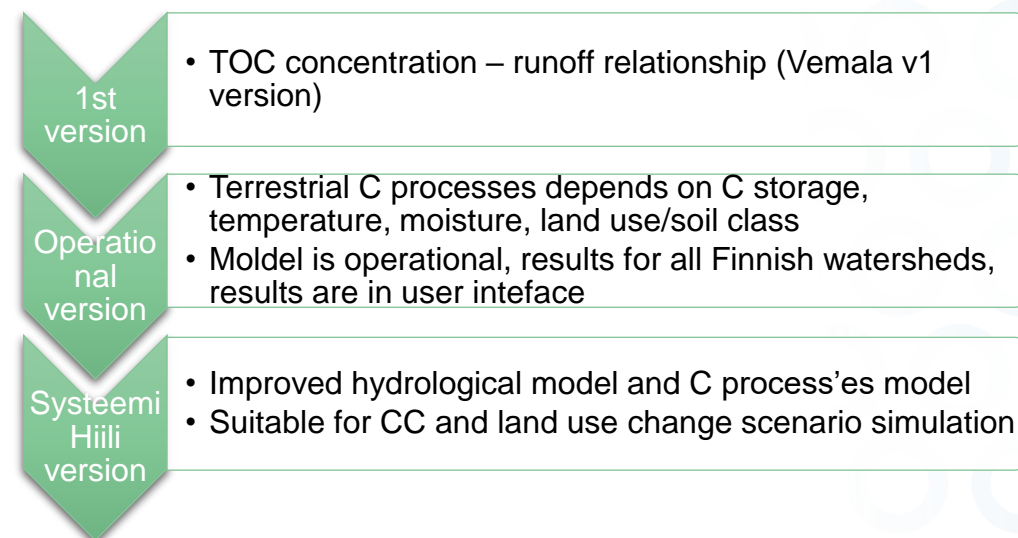 1st
version
• TOC concentration – runoff relationship (Vemala v1
version)
Operatio
nal
version
• Terrestrial C processes depends on C storage,
temperature, moisture, land use/soil class
• Moldel is operational, results for all Finnish watersheds,
results are in user inteface
Systeemi
Hiili
version
• Improved hydrological model and C process’es model
• Suitable for CC and land use change scenario simulation